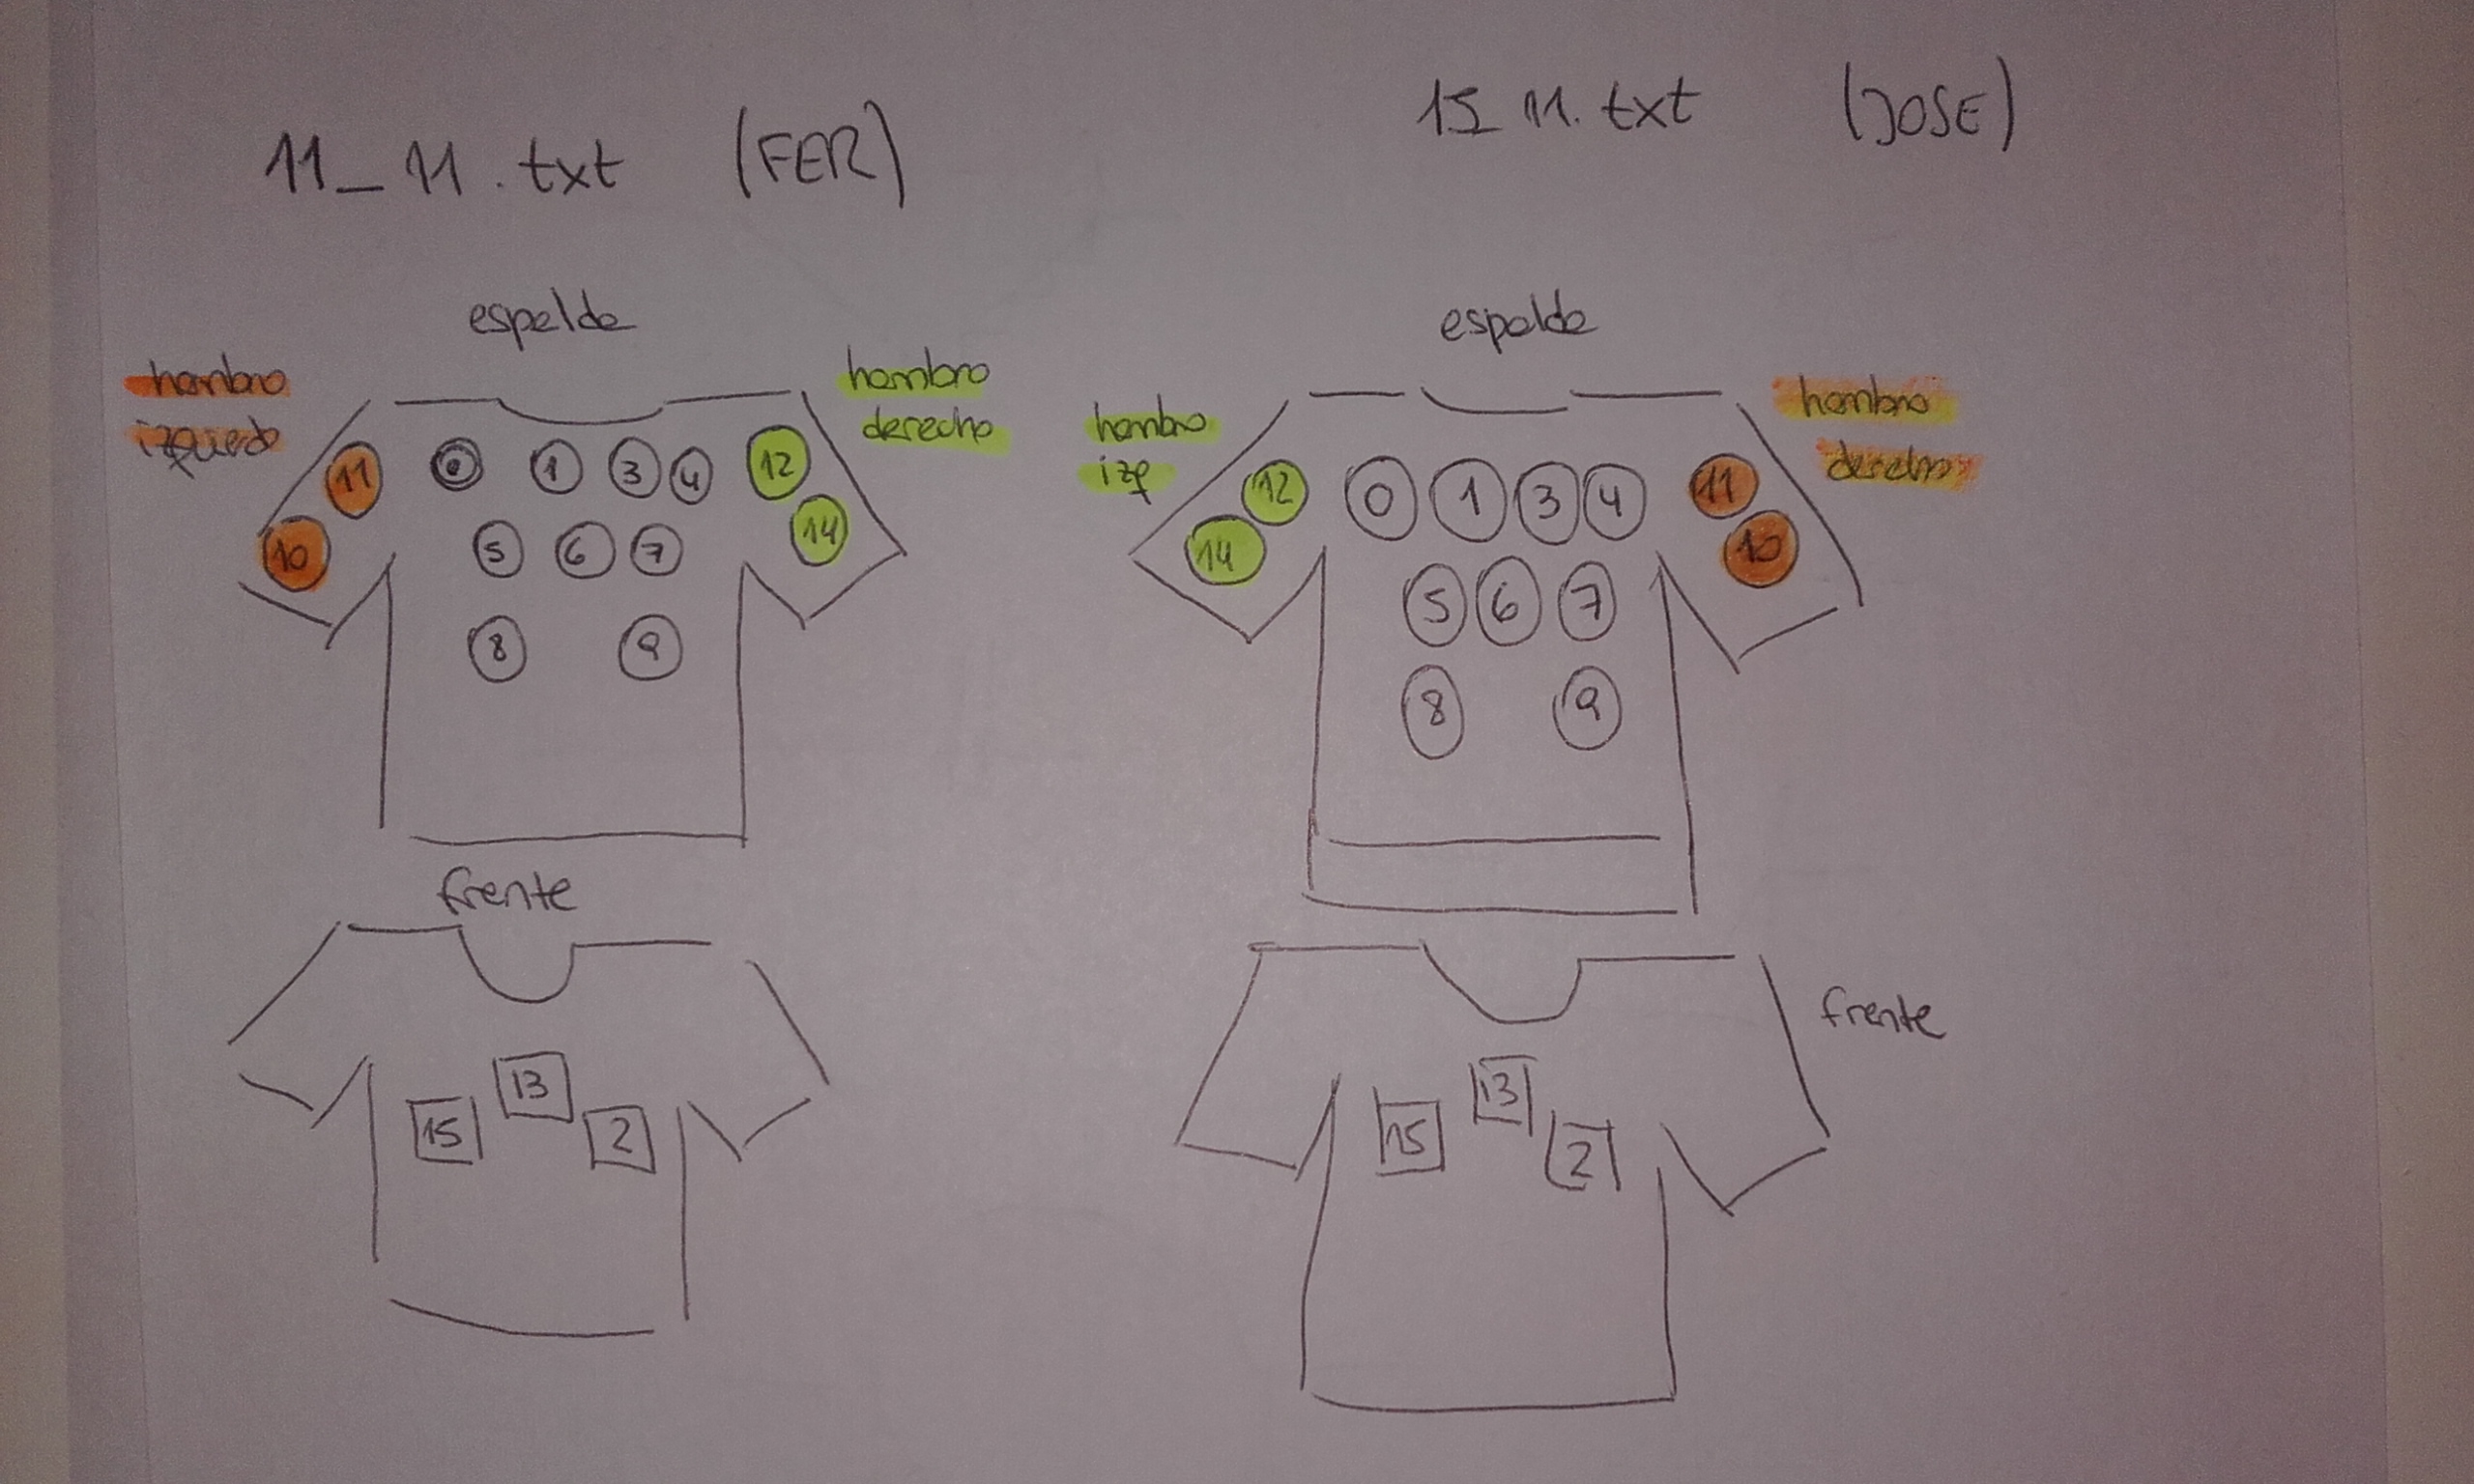 11_11.txt (FER)
espalda
hombro
izquierdo
hombro
derecho
10 11 0 1 3 4 12 14
5 6 7
8 9
frente
15 13 2
15_11.txt (JOSE)
espalda
hombro
izq
hombro
derecho
14 12 0 1 3 4 11 10
5 6 7
8 9
frente
15 13 2